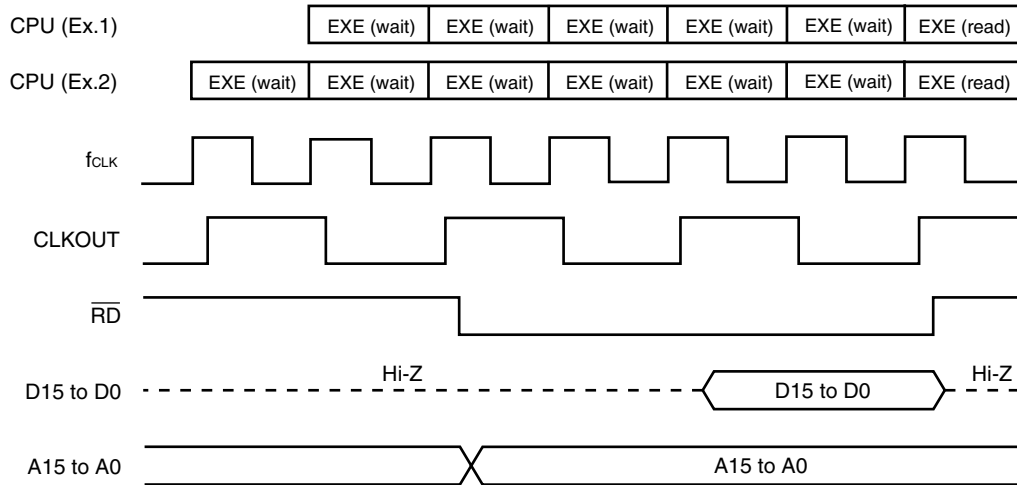 CPU (Ex.1) EXE (wait) EXE (wait) EXE (wait) EXE (wait) EXE (wait) EXE (read)
CPU (Ex.2) EXE (wait) EXE (wait) EXE (wait) EXE (wait) EXE (wait) EXE (wait) EXE (read)
fCLK
CLKOUT
RD
Hi-Z Hi-Z
D15 to D0 D15 to D0
A15 to A0 A15 to A0